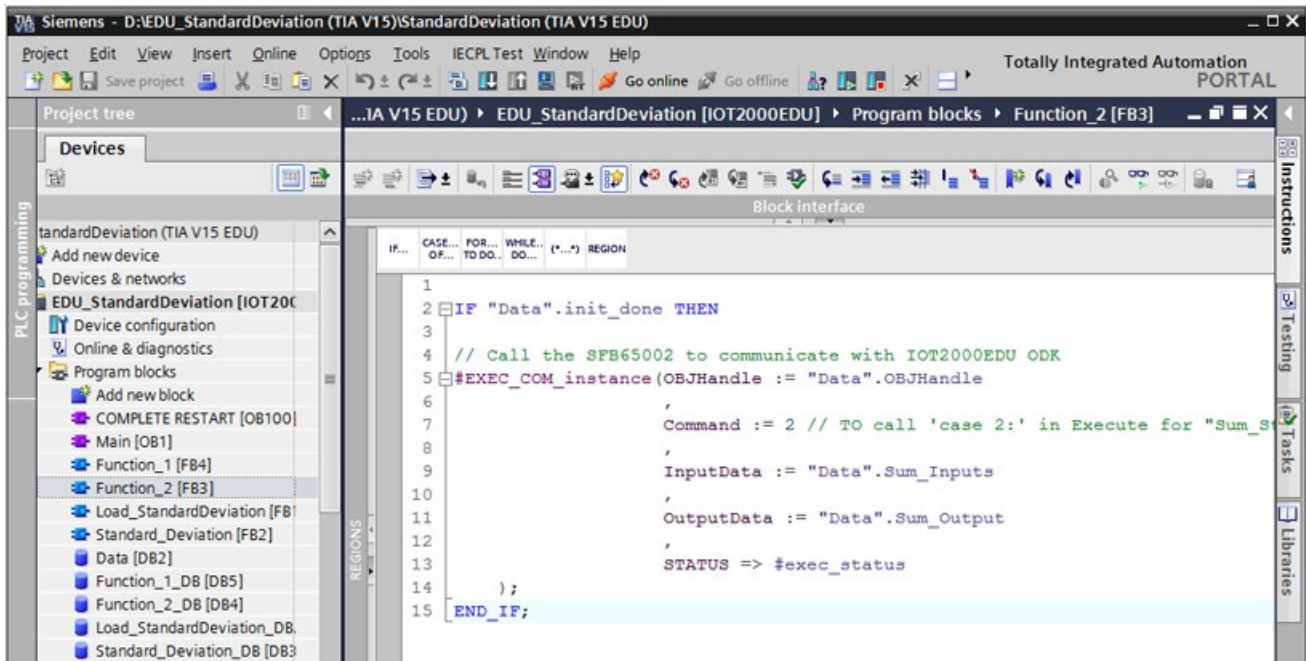 Siemens - D:\EDU_StandardDeviation (TIA V15)\StandardDeviation (TIA V15 EDU)
Project Edit View Insert Online Options Tools IECPL Test Window Help
Totally Integrated Automation
PORTAL
Save project Go online Go offline
Project tree
...IA V15 EDU) EDU_StandardDeviation [IOT2000EDU] Program blocks Function_2 [FB3]
Devices
Block interface
PLC programming
tandardDeviation (TIA V15 EDU)
Add new device
Devices & networks
EDU_StandardDeviation [IOT20
Device configuration
Online & diagnostics
Program blocks
Add new block
COMPLETE RESTART [OB100]
Main [OB1]
Function_1 [FB4]
Function_2 [FB3]
Load_StandardDeviation [FB1
Standard_Deviation [FB2]
Data [DB2]
Function_1_DB [DB5]
Function_2_DB [DB4]
Load_StandardDeviation_DB
Standard_Deviation_DB [DB3
IF... CASE... OF... FOR... TO DO.. WHILE.. DO... (*...*) REGION
REGIONS
1
2 IF "Data".init_done THEN
3
4 // Call the SFB65002 to communicate with IOT2000EDU ODK
5 #EXEC_COM_instance(OBJHandle := "Data".OBJHandle
6 ,
7 Command := 2 // TO call 'case 2:' in Execute for "Sum_St
8 ,
9 InputData := "Data".Sum_Inputs
10 ,
11 OutputData := "Data".Sum_Output
12 ,
13 STATUS => #exec_status
14 );
15 END_IF;
Instructions
Testing
Tasks
Libraries